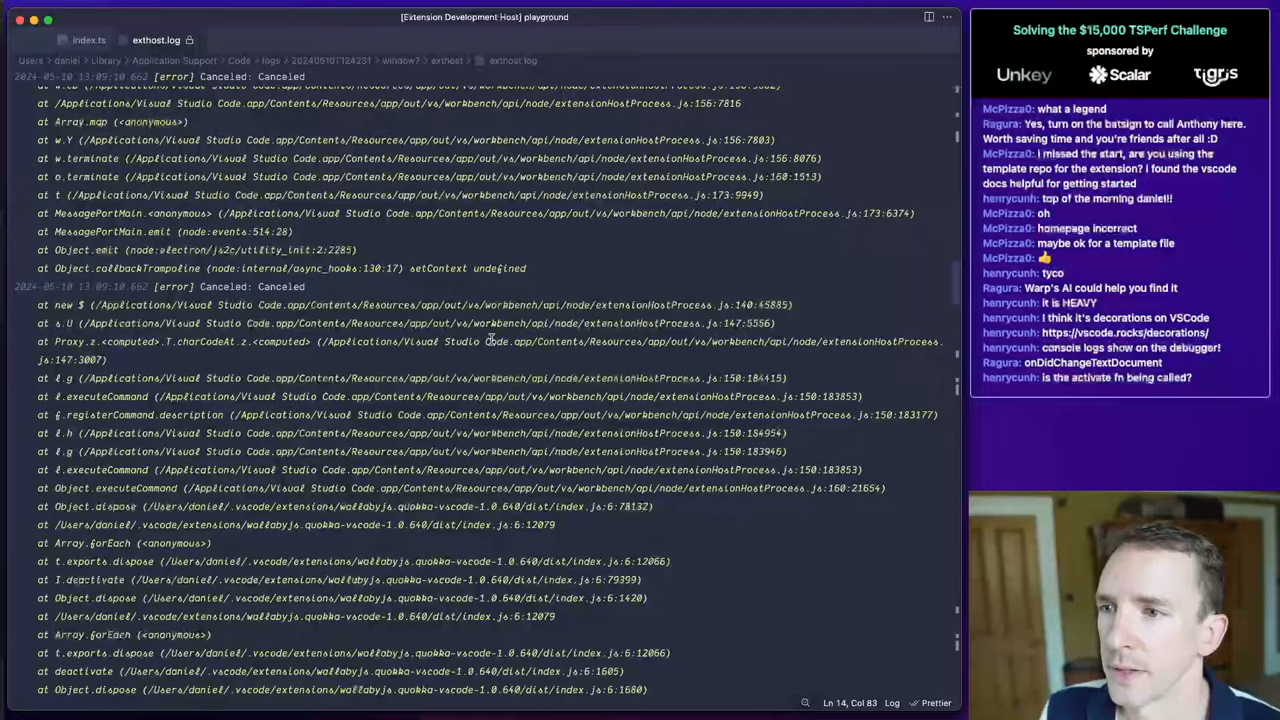 [Extension Development Host] playground
index.ts
exthost.log
Users > daniel > Library > Application Support > Code > logs > 20240510T124231 > window7 > exthost > exthost.log
2024-05-10 13:09:10.662 [error] Canceled: Canceled
at /Applications/Visual Studio Code.app/Contents/Resources/app/out/vs/workbench/api/node/extensionHostProcess.js:156:7816
at Array.map (<anonymous>)
at w.Y (/Applications/Visual Studio Code.app/Contents/Resources/app/out/vs/workbench/api/node/extensionHostProcess.js:156:7803)
at w.terminate (/Applications/Visual Studio Code.app/Contents/Resources/app/out/vs/workbench/api/node/extensionHostProcess.js:156:8076)
at o.terminate (/Applications/Visual Studio Code.app/Contents/Resources/app/out/vs/workbench/api/node/extensionHostProcess.js:160:1513)
at t (/Applications/Visual Studio Code.app/Contents/Resources/app/out/vs/workbench/api/node/extensionHostProcess.js:173:9949)
at MessagePortMain.<anonymous> (/Applications/Visual Studio Code.app/Contents/Resources/app/out/vs/workbench/api/node/extensionHostProcess.js:173:6374)
at MessagePortMain.emit (node:events:514:28)
at Object.emit (node:electron/js2c/utility_init:2:2285)
at Object.callbackTrampoline (node:internal/async_hooks:130:17) setContext undefined
2024-05-10 13:09:10.662 [error] Canceled: Canceled
at new $ (/Applications/Visual Studio Code.app/Contents/Resources/app/out/vs/workbench/api/node/extensionHostProcess.js:140:45885)
at s.U (/Applications/Visual Studio Code.app/Contents/Resources/app/out/vs/workbench/api/node/extensionHostProcess.js:147:5556)
at Proxy.z.<computed>.T.charCodeAt.z.<computed> (/Applications/Visual Studio Code.app/Contents/Resources/app/out/vs/workbench/api/node/extensionHostProcess.
js:147:3007)
at l.g (/Applications/Visual Studio Code.app/Contents/Resources/app/out/vs/workbench/api/node/extensionHostProcess.js:150:184415)
at l.executeCommand (/Applications/Visual Studio Code.app/Contents/Resources/app/out/vs/workbench/api/node/extensionHostProcess.js:150:183853)
at f.registerCommand.description (/Applications/Visual Studio Code.app/Contents/Resources/app/out/vs/workbench/api/node/extensionHostProcess.js:150:183177)
at l.h (/Applications/Visual Studio Code.app/Contents/Resources/app/out/vs/workbench/api/node/extensionHostProcess.js:150:184954)
at l.g (/Applications/Visual Studio Code.app/Contents/Resources/app/out/vs/workbench/api/node/extensionHostProcess.js:150:183946)
at l.executeCommand (/Applications/Visual Studio Code.app/Contents/Resources/app/out/vs/workbench/api/node/extensionHostProcess.js:150:183853)
at Object.executeCommand (/Applications/Visual Studio Code.app/Contents/Resources/app/out/vs/workbench/api/node/extensionHostProcess.js:160:21654)
at Object.dispose (/Users/daniel/.vscode/extensions/wallabyjs.quokka-vscode-1.0.640/dist/index.js:6:78132)
at /Users/daniel/.vscode/extensions/wallabyjs.quokka-vscode-1.0.640/dist/index.js:6:12079
at Array.forEach (<anonymous>)
at t.exports.dispose (/Users/daniel/.vscode/extensions/wallabyjs.quokka-vscode-1.0.640/dist/index.js:6:12066)
at I.deactivate (/Users/daniel/.vscode/extensions/wallabyjs.quokka-vscode-1.0.640/dist/index.js:6:79399)
at Object.dispose (/Users/daniel/.vscode/extensions/wallabyjs.quokka-vscode-1.0.640/dist/index.js:6:1420)
at /Users/daniel/.vscode/extensions/wallabyjs.quokka-vscode-1.0.640/dist/index.js:6:12079
at Array.forEach (<anonymous>)
at t.exports.dispose (/Users/daniel/.vscode/extensions/wallabyjs.quokka-vscode-1.0.640/dist/index.js:6:12066)
at deactivate (/Users/daniel/.vscode/extensions/wallabyjs.quokka-vscode-1.0.640/dist/index.js:6:1605)
at Object.dispose (/Users/daniel/.vscode/extensions/wallabyjs.quokka-vscode-1.0.640/dist/index.js:6:1680)
Ln 14, Col 83 Log Prettier
Solving the $15,000 TSPerf Challenge
sponsored by
Unkey Scalar tigris
McPizza0: what a legend
Ragura: Yes, turn on the batsign to call Anthony here.
Worth saving time and you're friends after all :D
McPizza0: I missed the start, are you using the
template repo for the extension? i found the vscode
docs helpful for getting started
henrycunh: top of the morning daniel!!
McPizza0: oh
McPizza0: homepage incorrect
McPizza0: maybe ok for a template file
McPizza0: 👍
henrycunh: tyco
Ragura: Warp's AI could help you find it
henrycunh: it is HEAVY
henrycunh: I think it's decorations on VSCode
henrycunh: https://vscode.rocks/decorations/
henrycunh: console logs show on the debugger!
Ragura: onDidChangeTextDocument
henrycunh: is the activate fn being called?